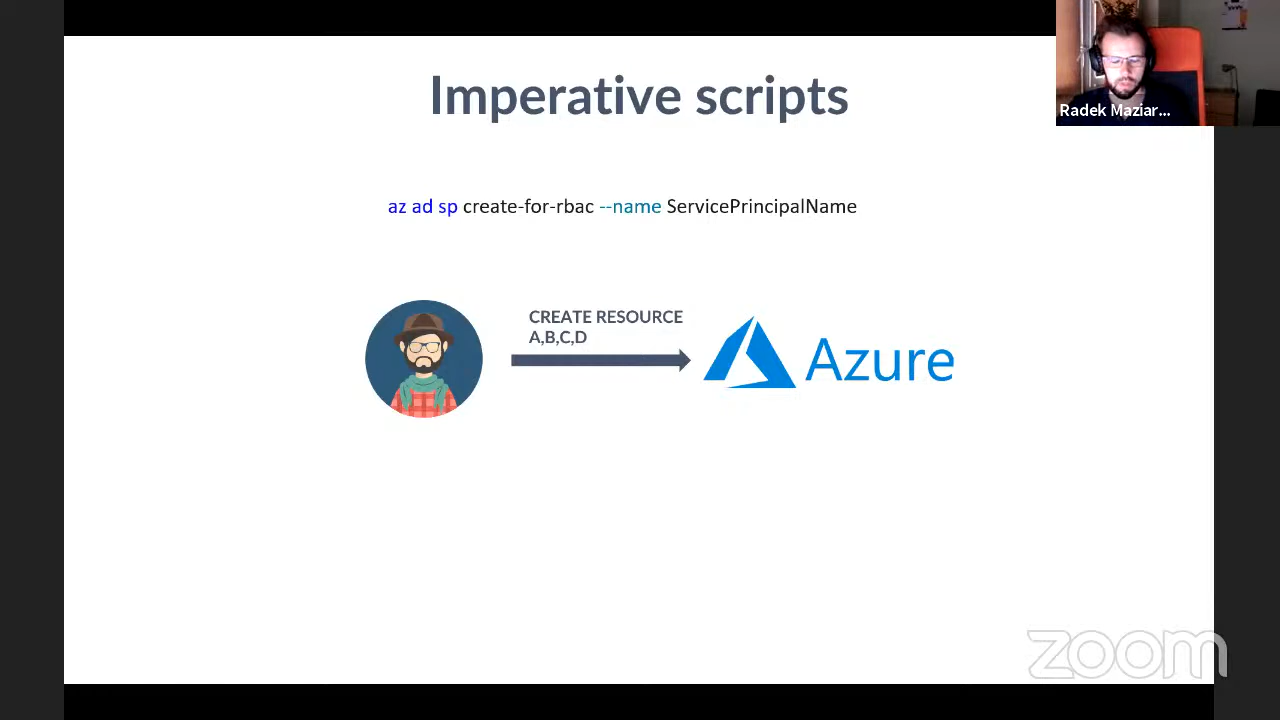 Imperative scripts
Radek Maziar...
az ad sp create-for-rbac --name ServicePrincipalName
CREATE RESOURCE
A,B,C,D
Azure
zoom